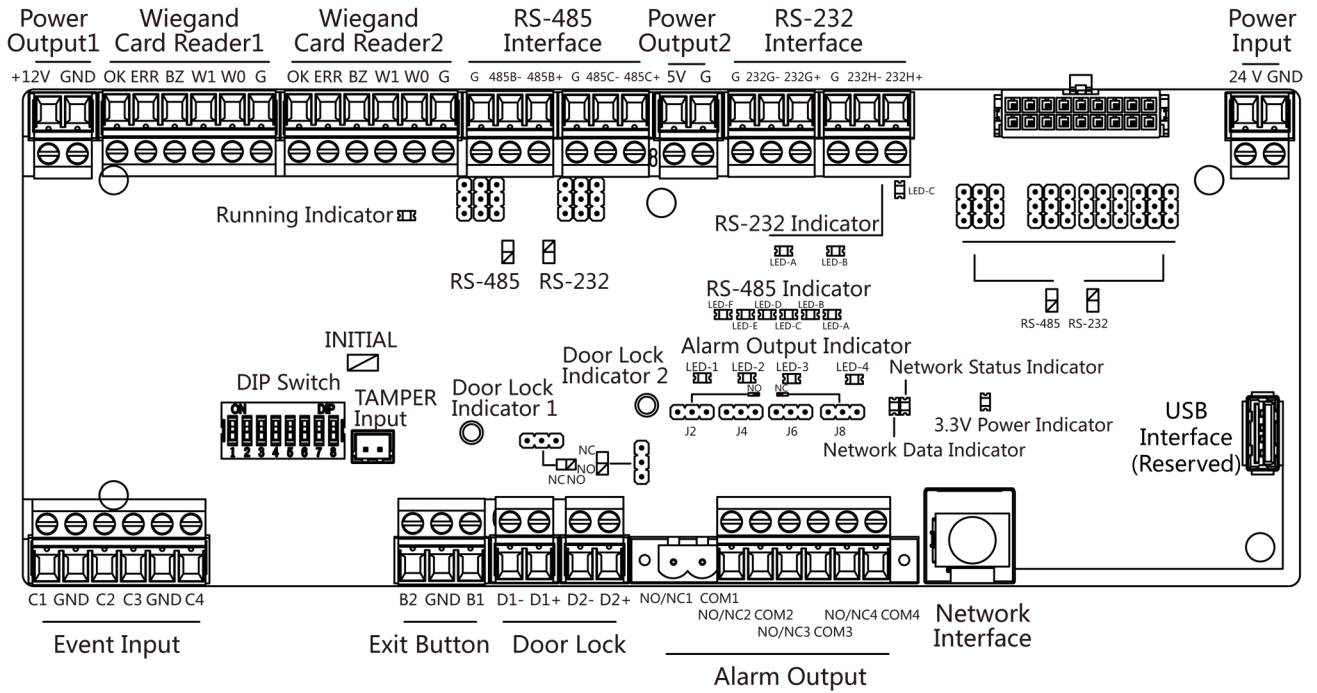 Power Wiegand Wiegand RS-485 Power RS-232 Power
Output1 Card Reader1 Card Reader2 Interface Output2 Interface Input
+12V GND OK ERR BZ W1 W0 G OK ERR BZ W1 W0 G G 485B- 485B+ G 485C- 485C+ 5V G G 232G- 232G+ G 232H- 232H+ 24 V GND
LED-C
Running Indicator
RS-232 Indicator
LED-A LED-B
RS-485 RS-232
RS-485 Indicator
LED-F LED-D LED-B
LED-E LED-C LED-A
RS-485 RS-232
INITIAL
Alarm Output Indicator
LED-1 LED-2 LED-3 LED-4
NO NC
J2 J4 J6 J8
Door Lock
Indicator 2
Network Status Indicator
DIP Switch
ON DIP
1 2 3 4 5 6 7 8
TAMPER
Input
Door Lock
Indicator 1
3.3V Power Indicator
Network Data Indicator
USB
Interface
(Reserved)
NC
NO
NC NO
C1 GND C2 C3 GND C4 B2 GND B1 D1- D1+ D2- D2+ NO/NC1 COM1
NO/NC2 COM2 NO/NC4 COM4
NO/NC3 COM3
Event Input Exit Button Door Lock
Network
Interface
Alarm Output